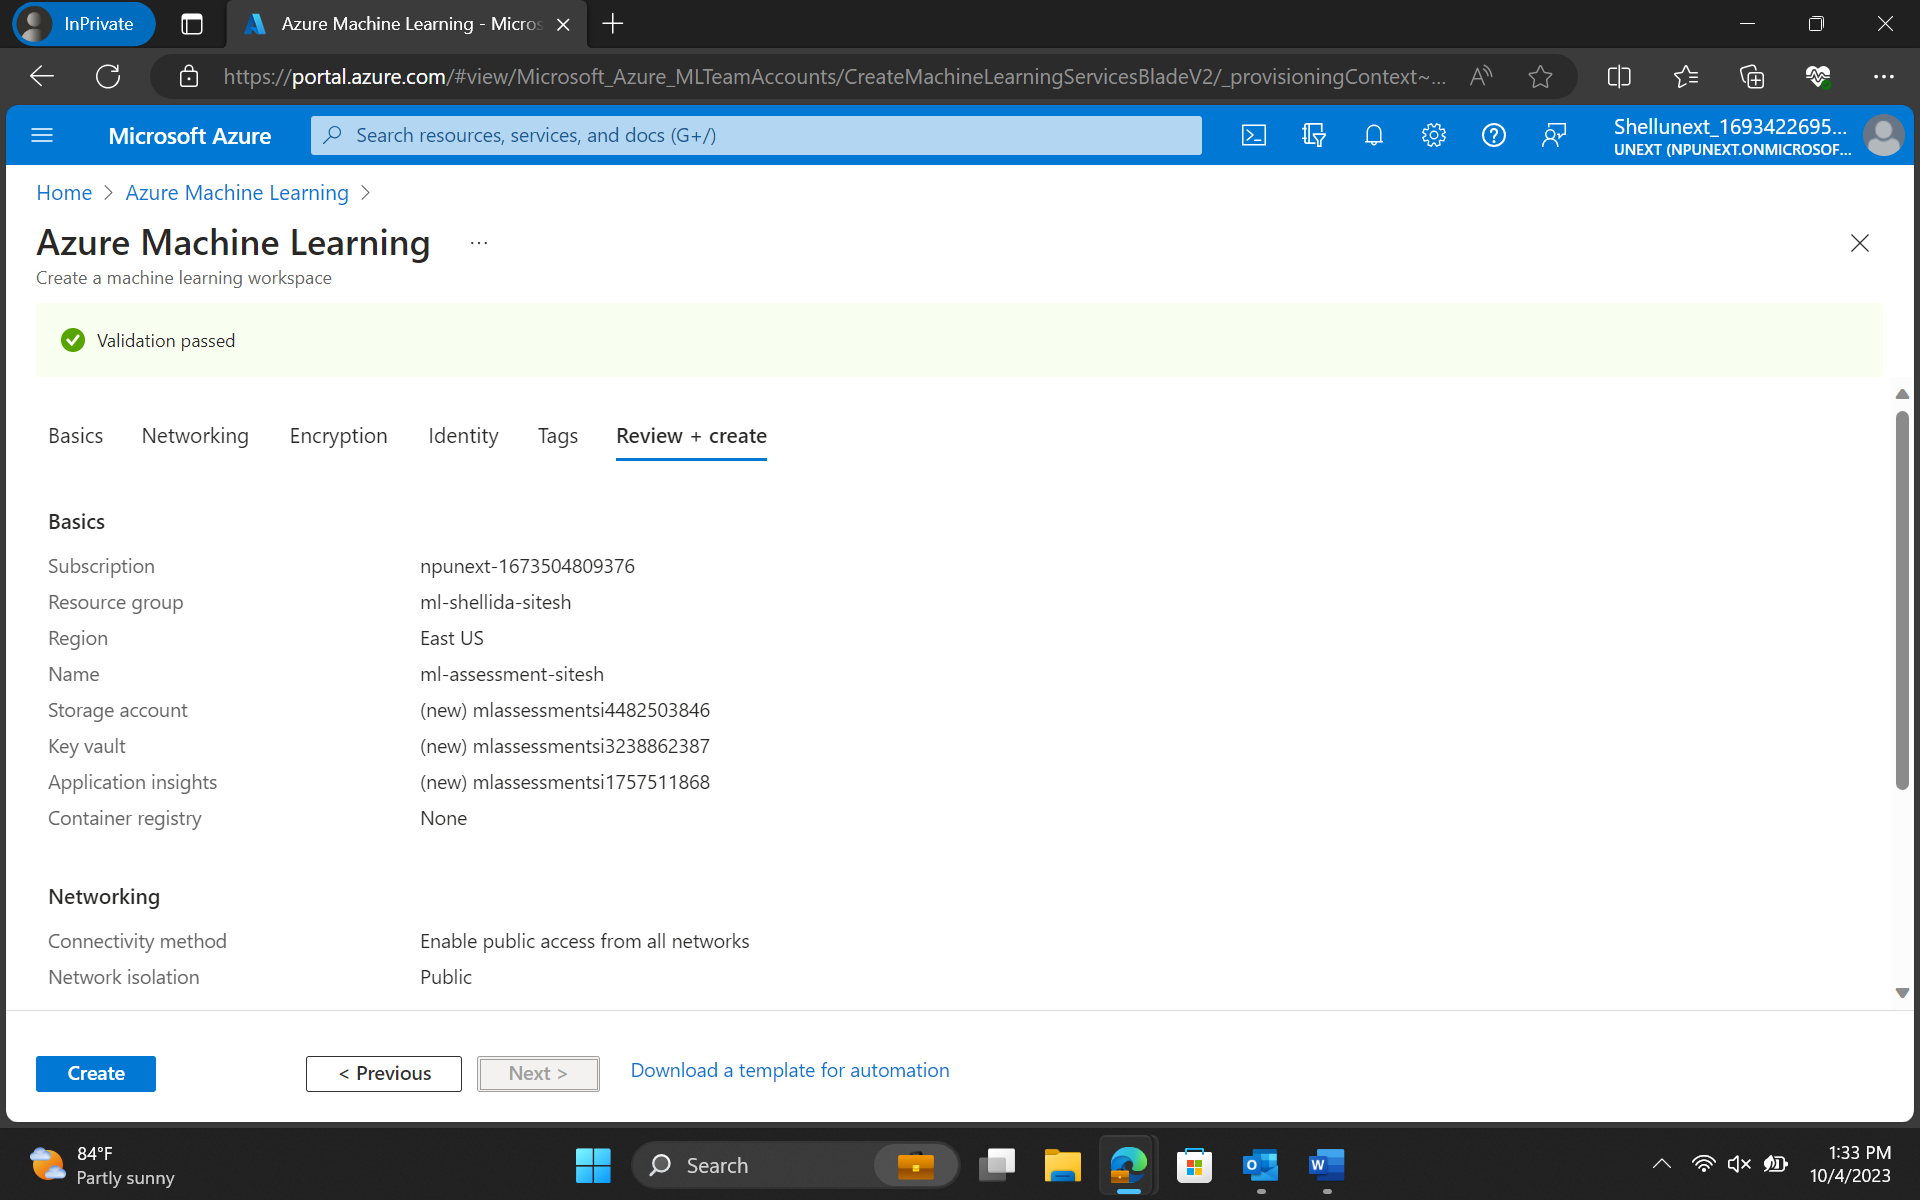 InPrivate
Azure Machine Learning - Micros
https://portal.azure.com/#view/Microsoft_Azure_MLTeamAccounts/CreateMachineLearningServicesBladeV2/_provisioningContext~...
Microsoft Azure
Search resources, services, and docs (G+/)
Shellunext_1693422695...
UNEXT (NPUNEXT.ONMICROSOF...
Home > Azure Machine Learning >
Azure Machine Learning ...
Create a machine learning workspace
Validation passed
Basics Networking Encryption Identity Tags Review + create
Basics
Subscription npunext-1673504809376
Resource group ml-shellida-sitesh
Region East US
Name ml-assessment-sitesh
Storage account (new) mlassessmentsi4482503846
Key vault (new) mlassessmentsi3238862387
Application insights (new) mlassessmentsi1757511868
Container registry None
Networking
Connectivity method Enable public access from all networks
Network isolation Public
Create < Previous Next > Download a template for automation
84°F
Partly sunny
Search
1:33 PM
10/4/2023